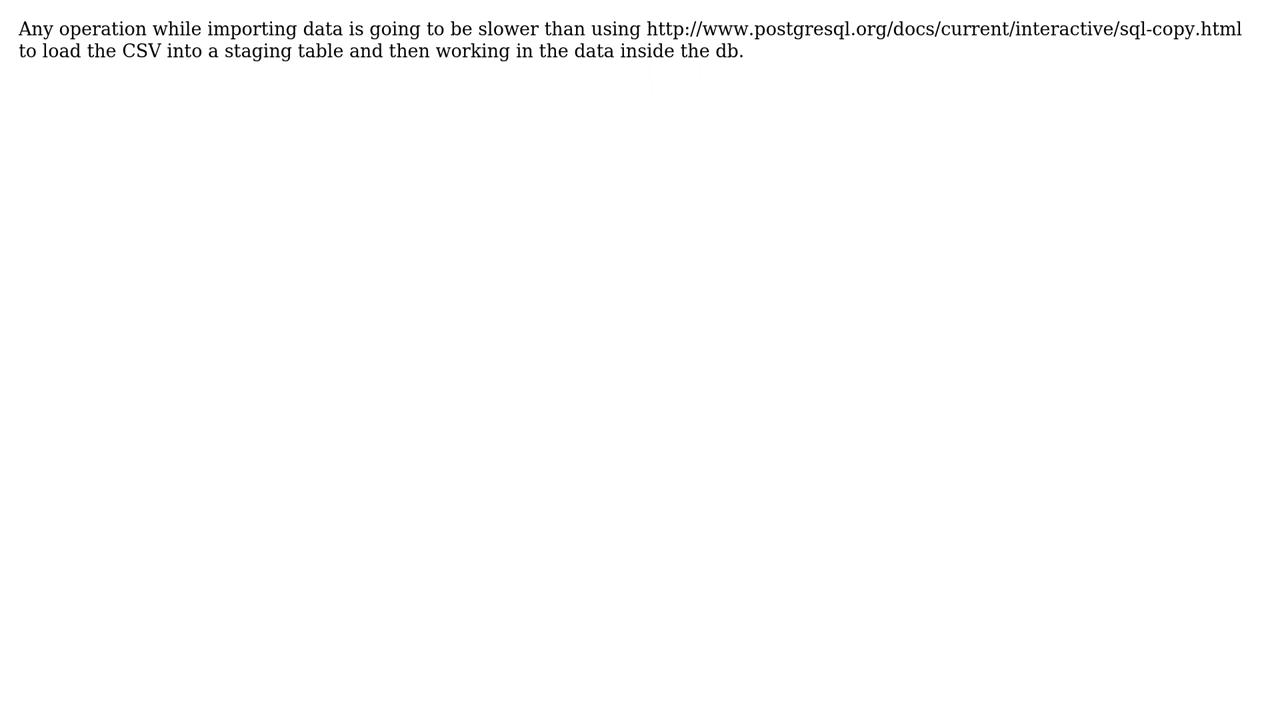 Any operation while importing data is going to be slower than using http://www.postgresql.org/docs/current/interactive/sql-copy.html
to load the CSV into a staging table and then working in the data inside the db.